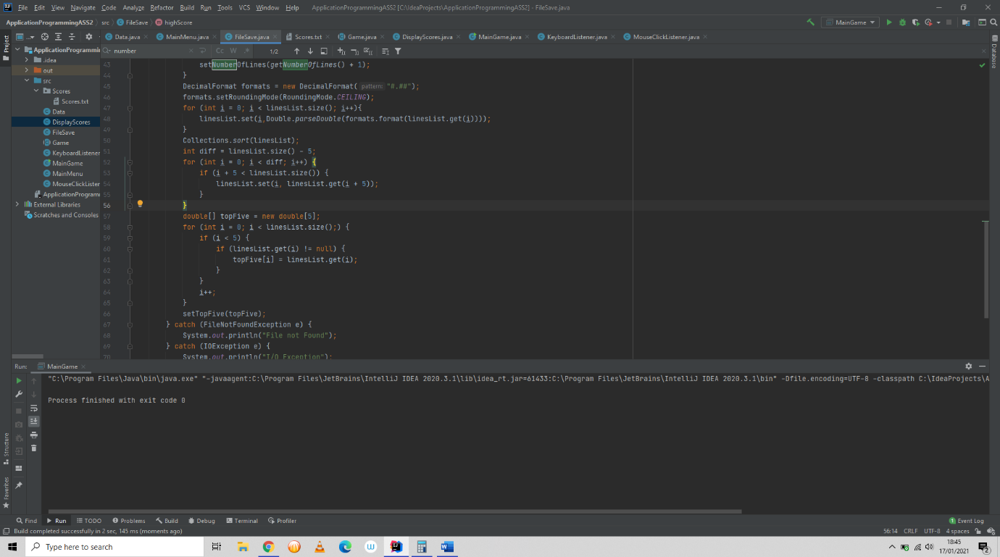 File Edit View Navigate Code Analyze Refactor Build Run Tools VCS Window Help ApplicationProgrammingASS2 [C:\IdeaProjects\ApplicationProgrammingASS2] - FileSave.java
ApplicationProgrammingASS2 src FileSave highScore MainGame
Data.java MainMenu.java FileSave.java Scores.txt Game.java DisplayScores.java MainGame.java KeyboardListener.java MouseClickListener.java
number Cc W .* 1/2
Project
ApplicationProgrammin
.idea
out
src
Scores
Scores.txt
Data
DisplayScores
FileSave
Game
KeyboardListener
MainGame
MainMenu
MouseClickListen
ApplicationProgramm
External Libraries
Scratches and Consoles
Database
43 setNumberOfLines(getNumberOfLines() + 1);
44 }
45 DecimalFormat formats = new DecimalFormat( pattern: "#.##");
46 formats.setRoundingMode(RoundingMode.CEILING);
47 for (int i = 0; i < linesList.size(); i++){
48 linesList.set(i,Double.parseDouble(formats.format(linesList.get(i))));
49 }
50 Collections.sort(linesList);
51 int diff = linesList.size() - 5;
52 for (int i = 0; i < diff; i++) {
53 if (i + 5 < linesList.size()) {
54 linesList.set(i, linesList.get(i + 5));
55 }
56 }
57 double[] topFive = new double[5];
58 for (int i = 0; i < linesList.size();) {
59 if (i < 5) {
60 if (linesList.get(i) != null) {
61 topFive[i] = linesList.get(i);
62 }
63 }
64 i++;
65 }
66 setTopFive(topFive);
67 } catch (FileNotFoundException e) {
68 System.out.println("File not Found");
69 } catch (IOException e) {
70 System.out.println("I/O Exception");
Run: MainGame
"C:\Program Files\Java\bin\java.exe" "-javaagent:C:\Program Files\JetBrains\IntelliJ IDEA 2020.3.1\lib\idea_rt.jar=61433:C:\Program Files\JetBrains\IntelliJ IDEA 2020.3.1\bin" -Dfile.encoding=UTF-8 -classpath C:\IdeaProjects\A
Process finished with exit code 0
Structure
Favorites
Find Run TODO Problems Build Debug Terminal Profiler 1 Event Log
Build completed successfully in 2 sec, 145 ms (moments ago) 56:14 CRLF UTF-8 4 spaces
Type here to search
18:45
17/01/2021
2